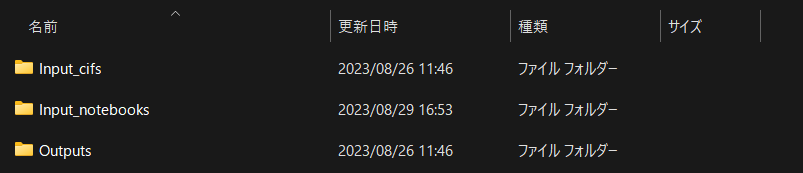 名前 更新日時 種類 サイズ
Input_cifs 2023/08/26 11:46 ファイル フォルダー
Input_notebooks 2023/08/29 16:53 ファイル フォルダー
Outputs 2023/08/26 11:46 ファイル フォルダー